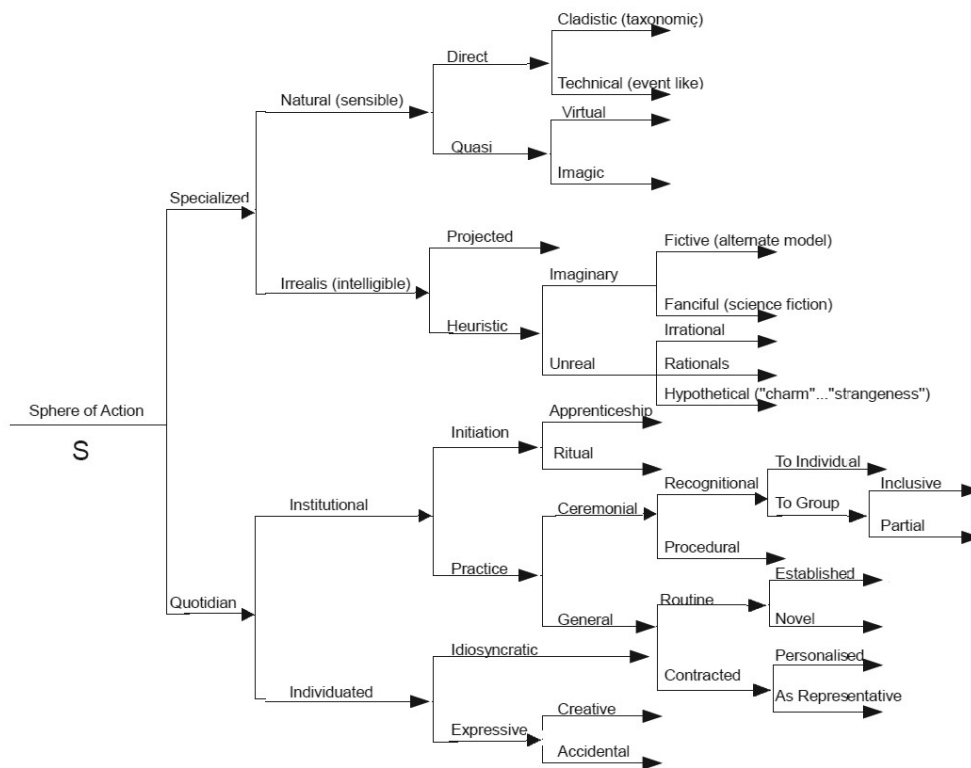 Cladistic (taxonomic)
Direct
Technical (event like)
Natural (sensible)
Virtual
Quasi
Imagic
Specialized
Projected
Fictive (alternate model)
Imaginary
Irrealis (intelligible)
Fanciful (science fiction)
Heuristic
Irrational
Unreal
Rationals
Hypothetical ("charm"..."strangeness")
Sphere of Action
S
Apprenticeship
Initiation
Ritual
To Individual
Recognitional
Inclusive
Institutional
To Group
Ceremonial
Partial
Procedural
Practice
Established
Quotidian
Routine
General
Novel
Idiosyncratic
Personalised
Contracted
Individuated
As Representative
Creative
Expressive
Accidental